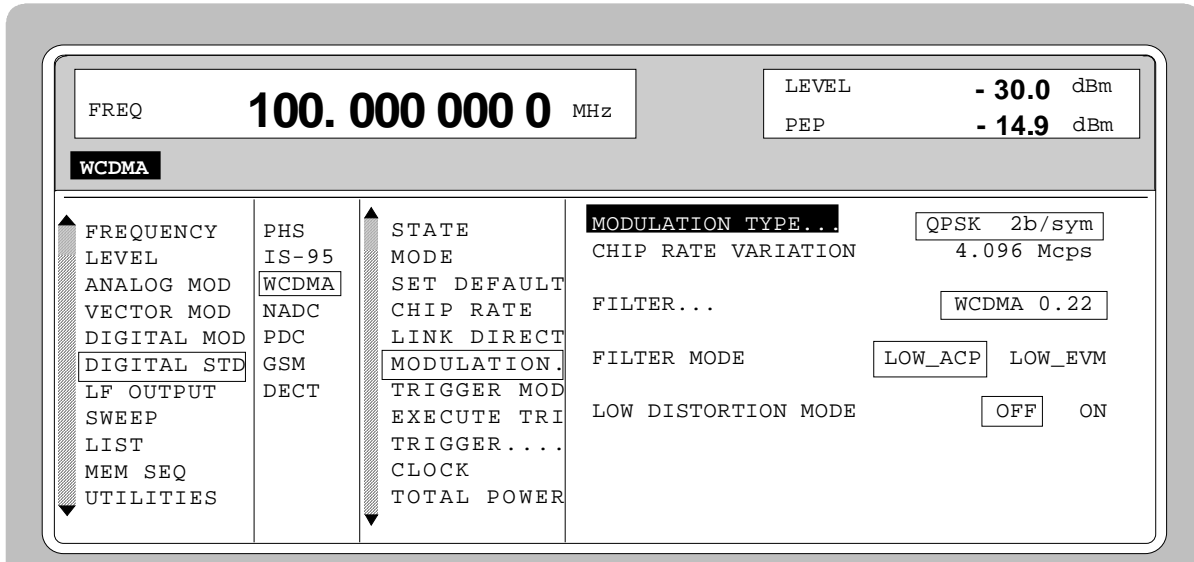 FREQ 100. 000 000 0 MHz
LEVEL - 30.0 dBm
PEP - 14.9 dBm
WCDMA
FREQUENCY
LEVEL
ANALOG MOD
VECTOR MOD
DIGITAL MOD
DIGITAL STD
LF OUTPUT
SWEEP
LIST
MEM SEQ
UTILITIES
PHS
IS-95
WCDMA
NADC
PDC
GSM
DECT
STATE
MODE
SET DEFAULT
CHIP RATE
LINK DIRECT
MODULATION.
TRIGGER MOD
EXECUTE TRI
TRIGGER....
CLOCK
TOTAL POWER
MODULATION TYPE... QPSK 2b/sym
CHIP RATE VARIATION 4.096 Mcps
FILTER... WCDMA 0.22
FILTER MODE LOW_ACP LOW_EVM
LOW DISTORTION MODE OFF ON